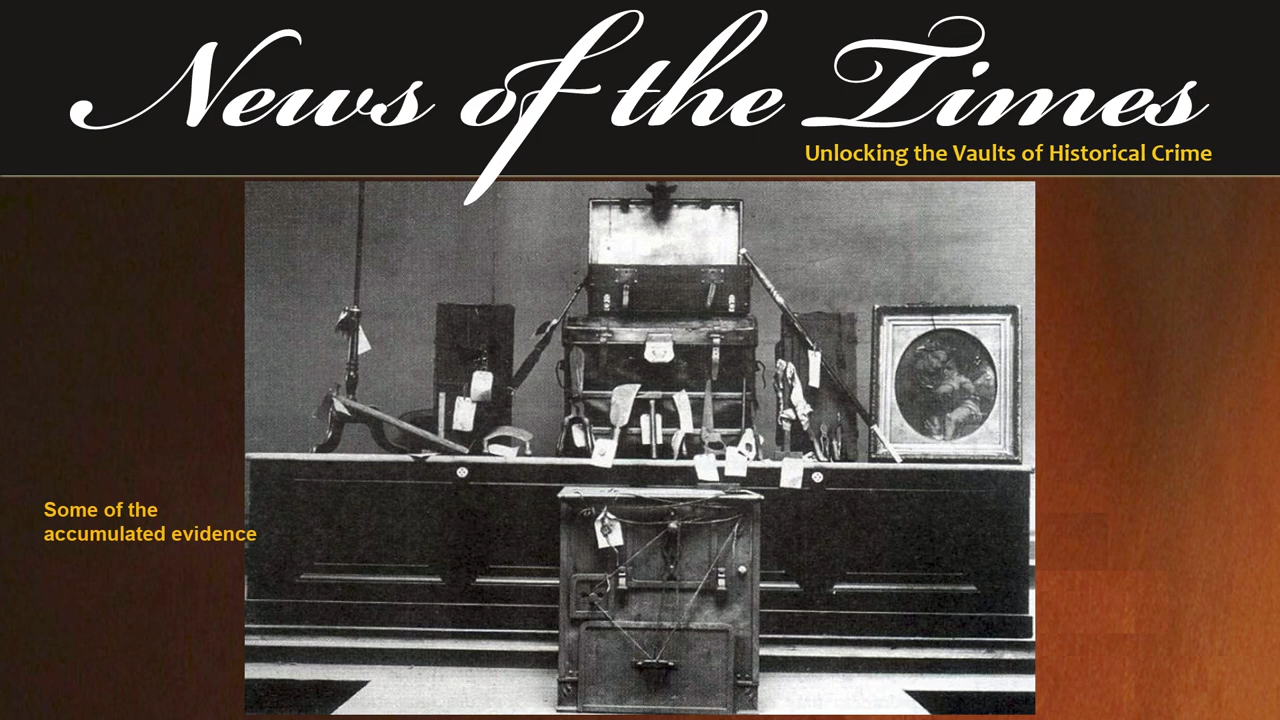 News of the Times
Unlocking the Vaults of Historical Crime
Some of the
accumulated evidence